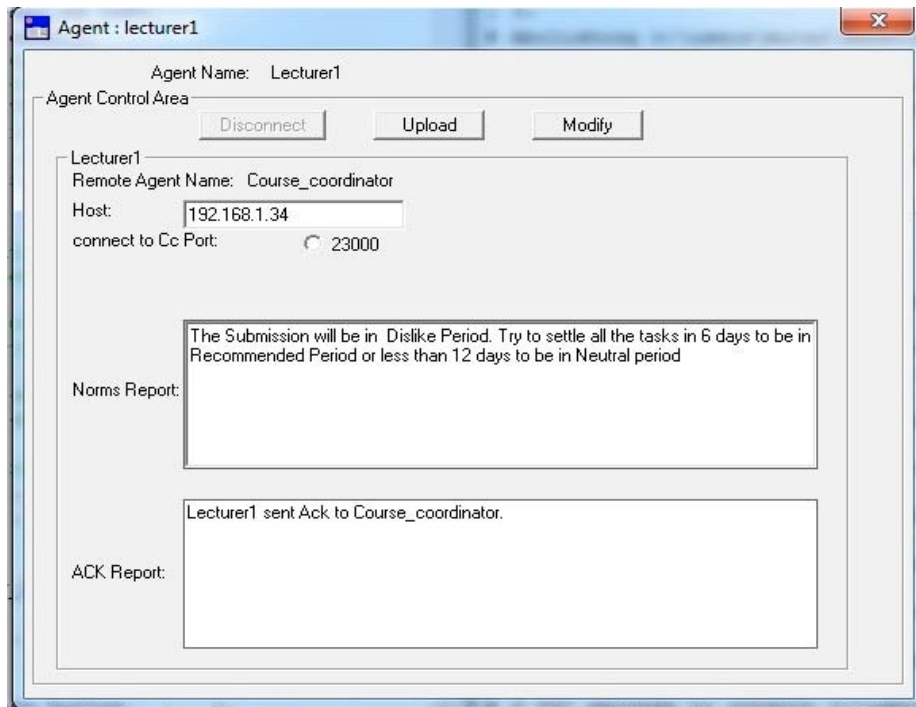 Agent : lecturer1
Agent Name: Lecturer1
Agent Control Area
Disconnect Upload Modify
Lecturer1
Remote Agent Name: Course_coordinator
Host: 192.168.1.34
connect to Cc Port: 23000
The Submission will be in Dislike Period. Try to settle all the tasks in 6 days to be in
Recommended Period or less than 12 days to be in Neutral period
Norms Report:
Lecturer1 sent Ack to Course_coordinator.
ACK Report: